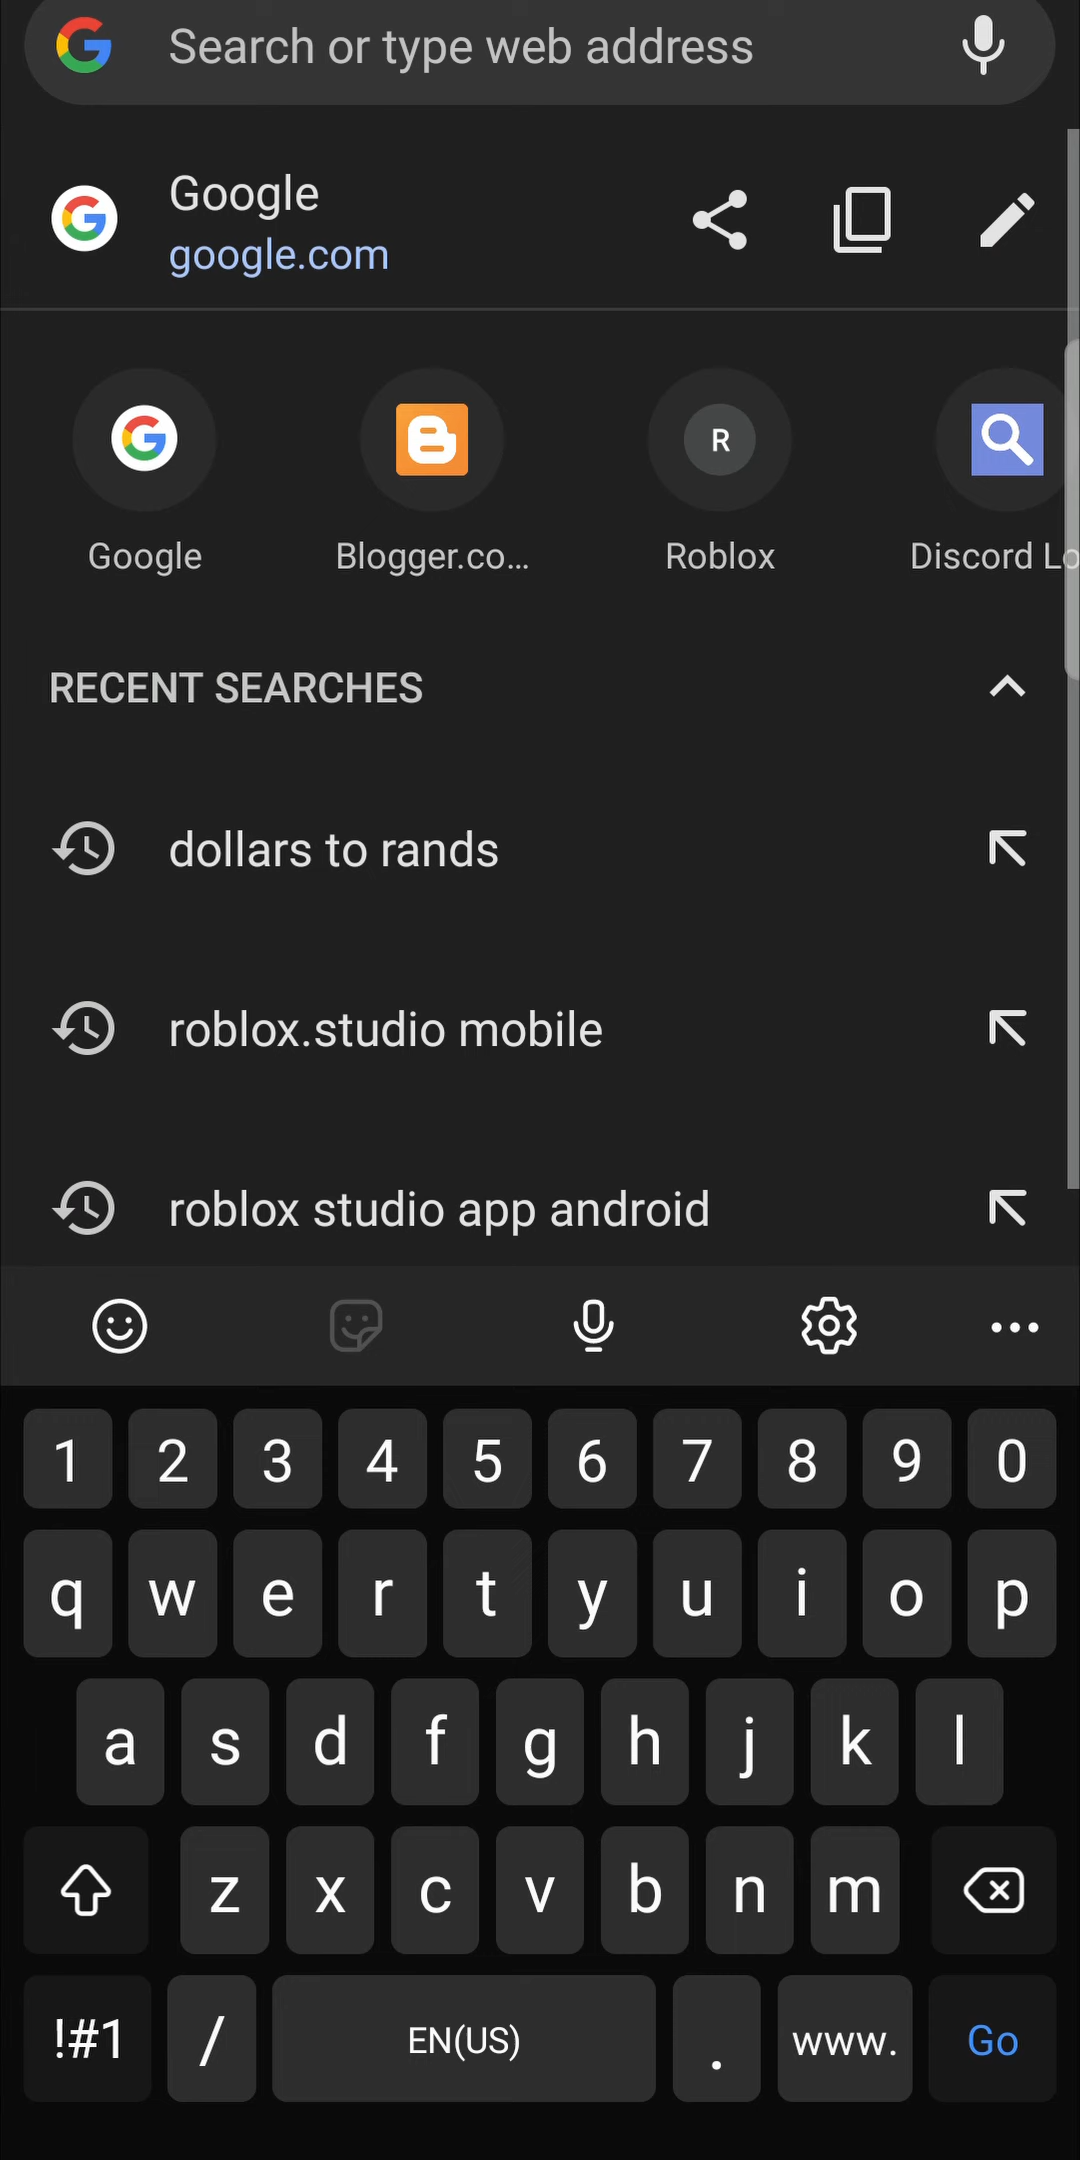 Search or type web address
Google
google.com
Google Blogger.co... R Roblox Discord Lo
RECENT SEARCHES
dollars to rands
roblox.studio mobile
roblox studio app android
1 2 3 4 5 6 7 8 9 0
q w e r t y u i o p
a s d f g h j k l
z x c v b n m
!#1 / EN(US) . www. Go